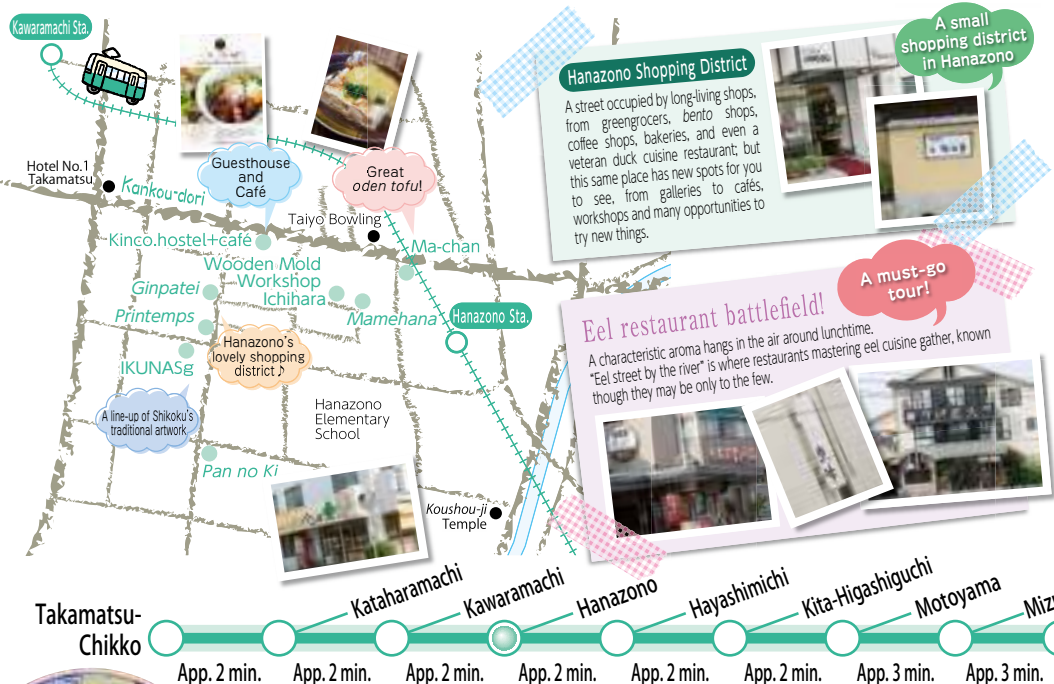 Kawaramachi Sta.
Hotel No.1
Takamatsu
Kankou-dori
Guesthouse
and
Café
Great
oden tofu!
Taiyo Bowling
Kinco.hostel+café
Ma-chan
Wooden Mold
Workshop
Ichihara
Ginpatei
Mamehana
Printemps
Hanazono Sta.
Hanazono's
lovely shopping
district♪
IKUNASg
A line-up of Shikoku's
traditional artwork
Hanazono
Elementary
School
Pan no Ki
Koushou-ji
Temple
A small
shopping district
in Hanazono
Hanazono Shopping District
A street occupied by long-living shops,
from greengrocers, bento shops,
coffee shops, bakeries, and even a
veteran duck cuisine restaurant; but
this same place has new spots for you
to see, from galleries to cafés,
workshops and many opportunities to
try new things.
A must-go
tour!
Eel restaurant battlefield!
A characteristic aroma hangs in the air around lunchtime.
"Eel street by the river" is where restaurants mastering eel cuisine gather, known
though they may be only to the few.
Takamatsu-
Chikko
Kataharamachi
Kawaramachi
Hanazono
Hayashimichi
Kita-Higashiguchi
Motoyama
App. 2 min.
App. 2 min.
App. 2 min.
App. 2 min.
App. 2 min.
App. 2 min.
App. 3 min.
App. 3 min.